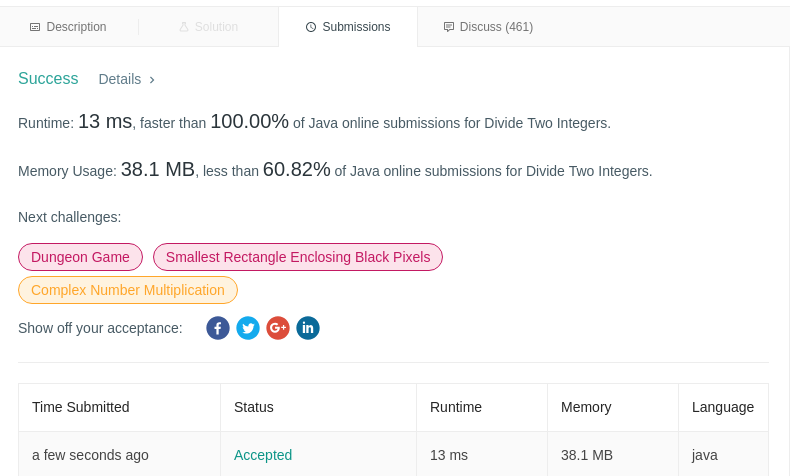 Description Solution Submissions Discuss (461)
Success Details ›
Runtime: 13 ms, faster than 100.00% of Java online submissions for Divide Two Integers.
Memory Usage: 38.1 MB, less than 60.82% of Java online submissions for Divide Two Integers.
Next challenges:
Dungeon Game Smallest Rectangle Enclosing Black Pixels
Complex Number Multiplication
Show off your acceptance: f G+ in
Time Submitted Status Runtime Memory Language
a few seconds ago Accepted 13 ms 38.1 MB java